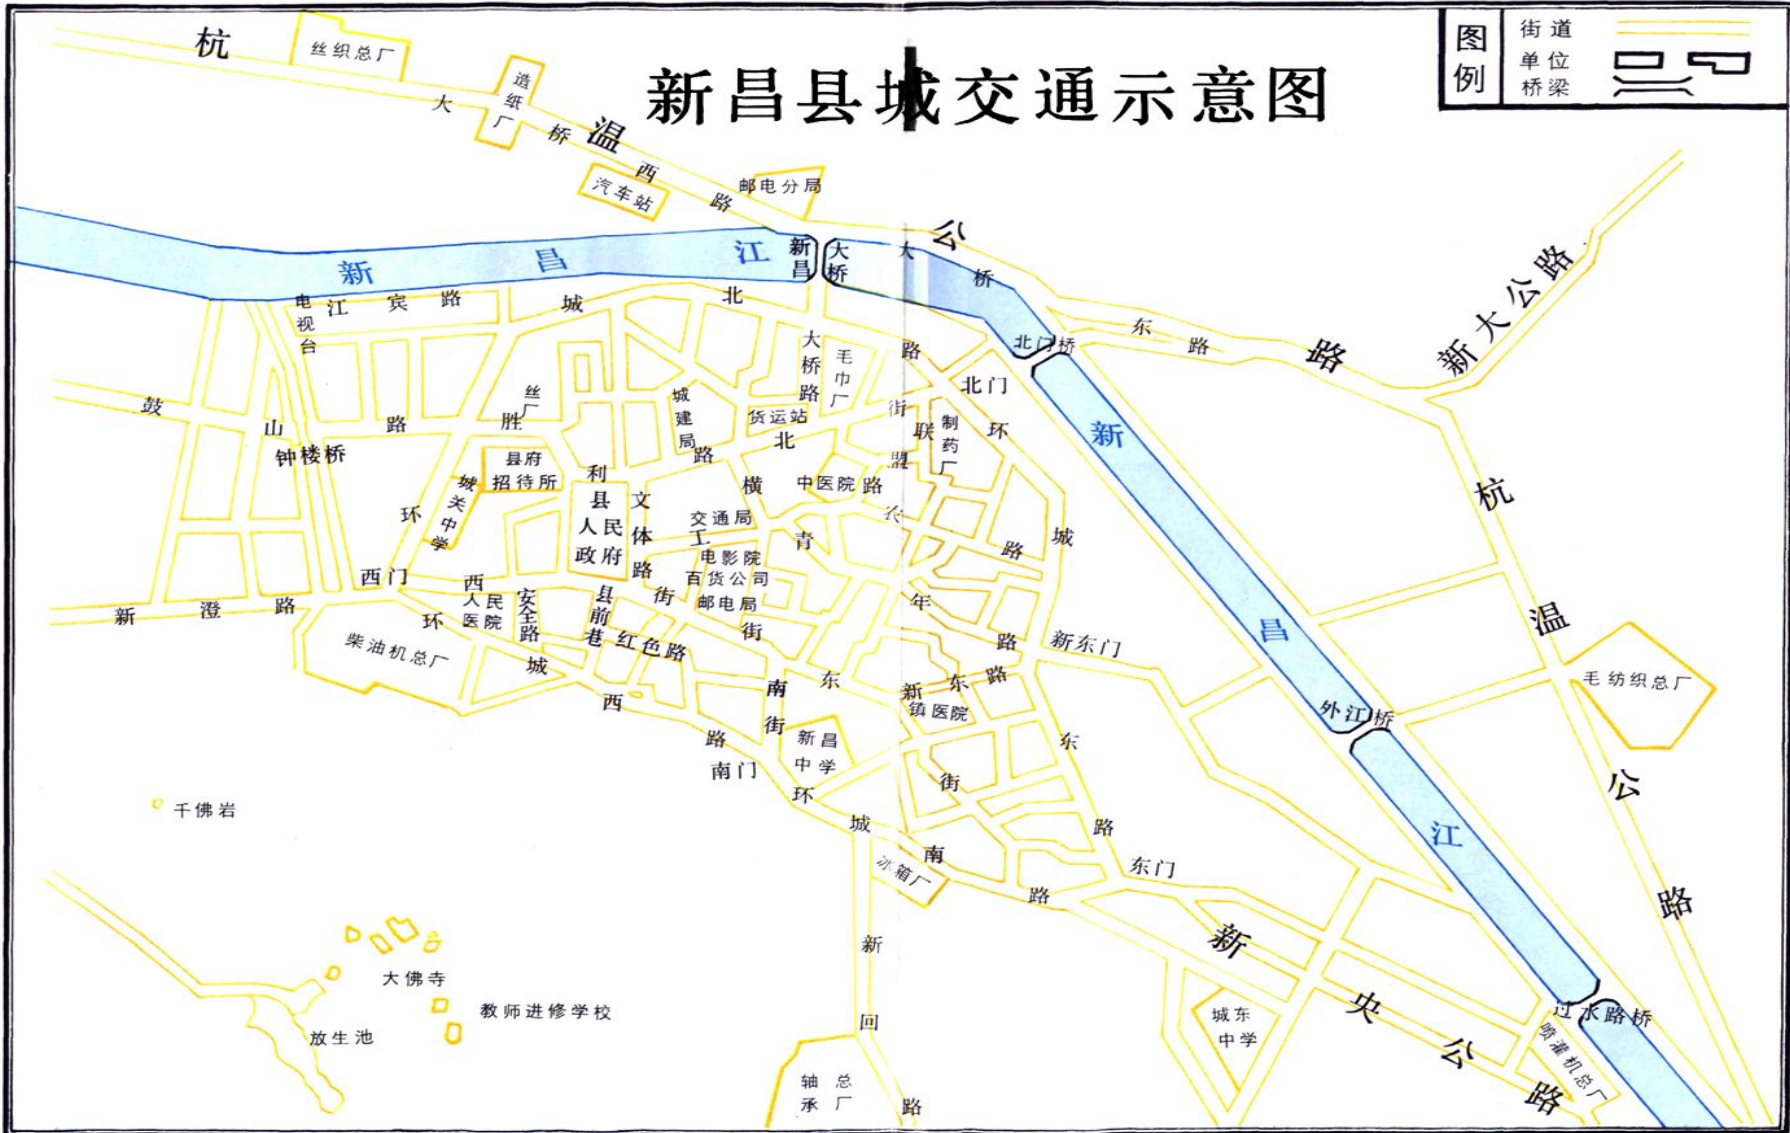 新昌县城交通示意图
图例
街道
单位
桥梁
杭温公路
丝织总厂
造纸厂
大桥西路
汽车站
邮电分局
新昌江
新昌大桥
大桥东路
北门桥
新大公路
电视台
江宾路
城北路
大桥路
毛巾厂
北门
丝厂
城建局
货运站
北街
联盟路
制药厂
环城东路
鼓山路
钟楼桥
胜利路
县府招待所
城关中学
环
县人民政府
文体路
横街
中医院
交通局
工
农路
青年路
电影院
百货公司
邮电局
西门
西街
新澄路
人民医院
安全路
县前巷
红色路
环城西路
柴油机总厂
新东门
新东路
镇医院
南街
东街
新昌中学
南门
环城南路
冰箱厂
东门
新昌江
外江桥
杭温公路
毛纺织总厂
千佛岩
大佛寺
放生池
教师进修学校
新回路
轴承总厂
新央公路
城东中学
过水路桥
喷灌机总厂